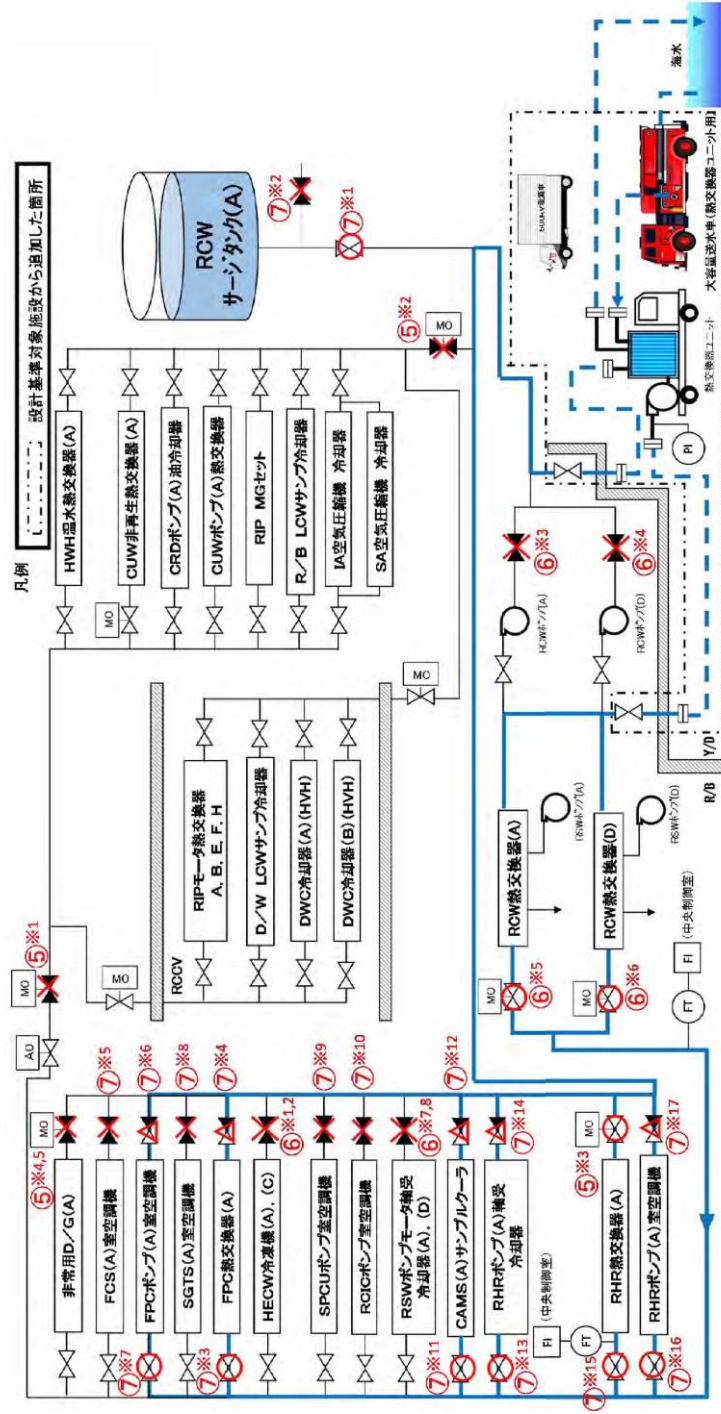 凡例
設計基準対象施設から追加した箇所
RCW
サージタンク(A)
⑦※2
⑦※1
HWH温水熱交換器(A)
CUW非再生熱交換器(A)
CRDポンプ(A)油冷却器
CUWポンプ(A)熱交換器
RIP MGセット
R/B LCWサンプ冷却器
IA空気圧縮機 冷却器
SA空気圧縮機 冷却器
MO
⑤※2
MO
RCCV
RIPモータ熱交換器
A, B, E, F, H
D/W LCWサンプ冷却器
DWC冷却器(A)(HVH)
DWC冷却器(B)(HVH)
MO
MO
⑤※1
MO
AO
MO
⑤※4,5
非常用D/G(A)
FCS(A)室空調機
⑦※5
⑦※7
FPCポンプ(A)室空調機
⑦※6
SGTS(A)室空調機
⑦※8
⑦※3
FPC熱交換器(A)
⑦※4
HECW冷凍機(A), (C)
⑥※1,2
SPCUポンプ室空調機
⑦※9
RCICポンプ室空調機
⑦※10
RSWポンプモータ軸受
冷却器(A), (D)
⑥※7,8
⑦※11
CAMS(A)サンプルクーラ
⑦※12
⑦※13
RHRポンプ(A)軸受
冷却器
⑦※14
FI
(中央制御室)
FT
⑦※15
RHR熱交換器(A)
MO
⑤※3
⑦※16
RHRポンプ(A)室空調機
⑦※17
MO
⑥※5
RCW熱交換器(A)
RSWポンプ(A)
MO
⑥※6
RCW熱交換器(D)
RSWポンプ(D)
FT
FI
(中央制御室)
RCWポンプ(A)
⑥※3
RCWポンプ(D)
⑥※4
R/B
Y/D
PI
熱交換器ユニット
大容量送水車(熱交換器ユニット用)
海水